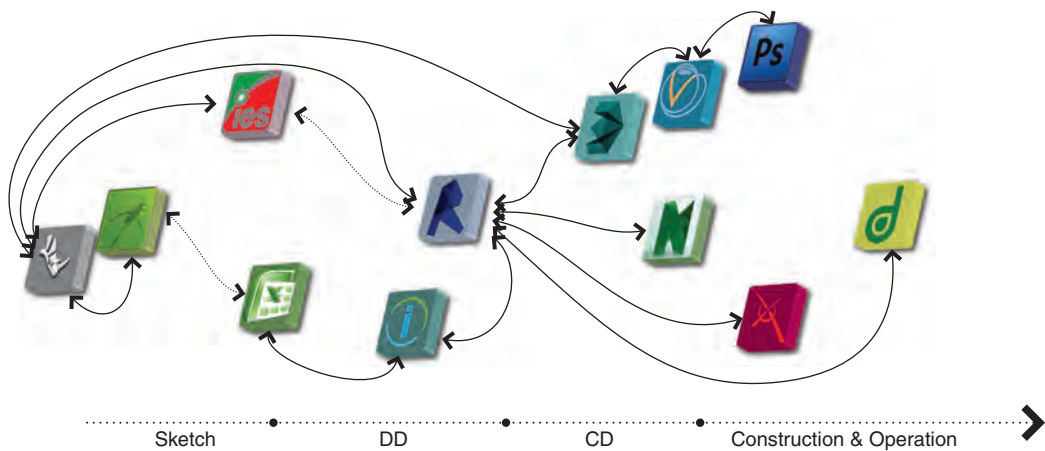 Ps
ies
X
N
i
d
Sketch
DD
CD
Construction & Operation